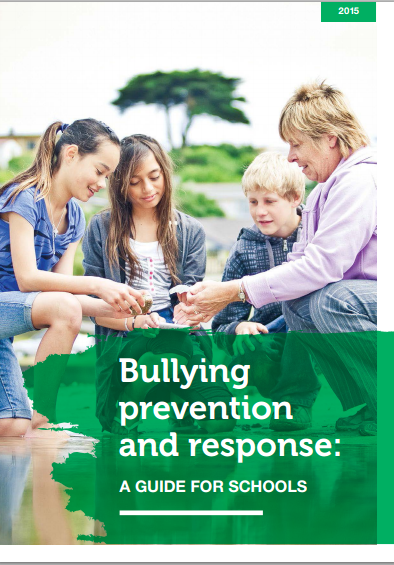 2015
Bullying
prevention
and response:
A GUIDE FOR SCHOOLS